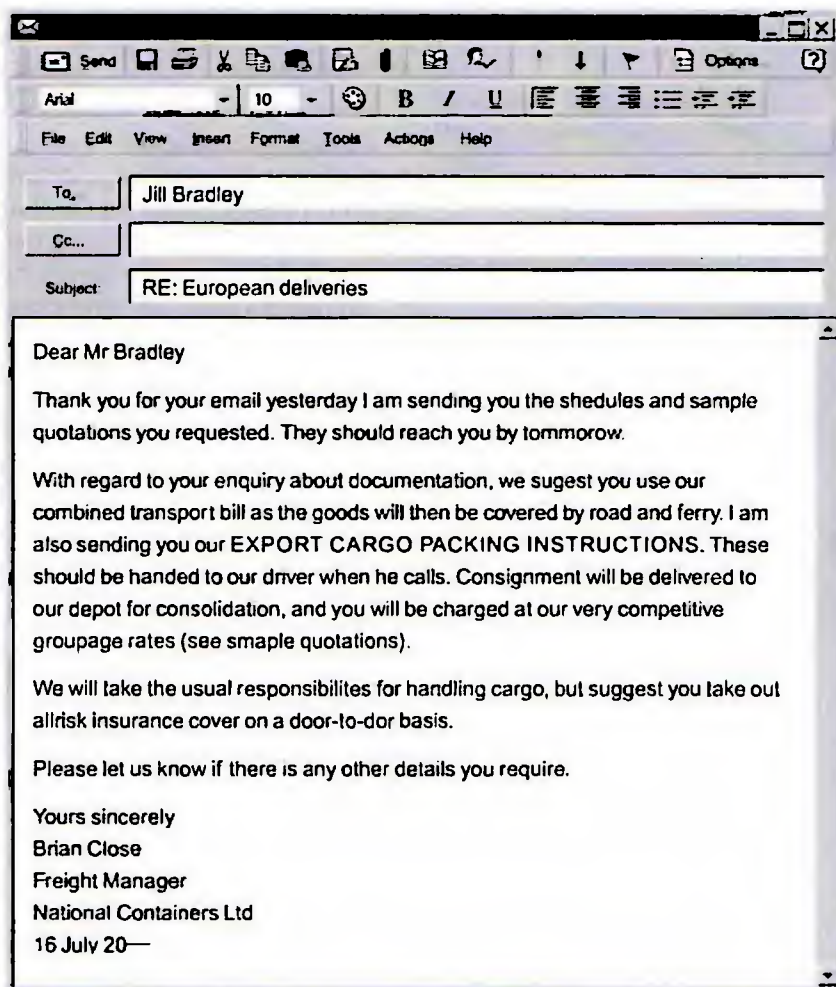 Send Options
Arial 10 B I U
File Edit View Insert Format Tools Actions Help
To. Jill Bradley
Cc...
Subject: RE: European deliveries
Dear Mr Bradley
Thank you for your email yesterday I am sending you the shedules and sample
quotations you requested. They should reach you by tommorow.
With regard to your enquiry about documentation, we sugest you use our
combined transport bill as the goods will then be covered by road and ferry. I am
also sending you our EXPORT CARGO PACKING INSTRUCTIONS. These
should be handed to our driver when he calls. Consignment will be delivered to
our depot for consolidation, and you will be charged at our very competitive
groupage rates (see smaple quotations).
We will take the usual responsibilites for handling cargo, but suggest you take out
allrisk insurance cover on a door-to-dor basis.
Please let us know if there is any other details you require.
Yours sincerely
Brian Close
Freight Manager
National Containers Ltd
16 July 20—